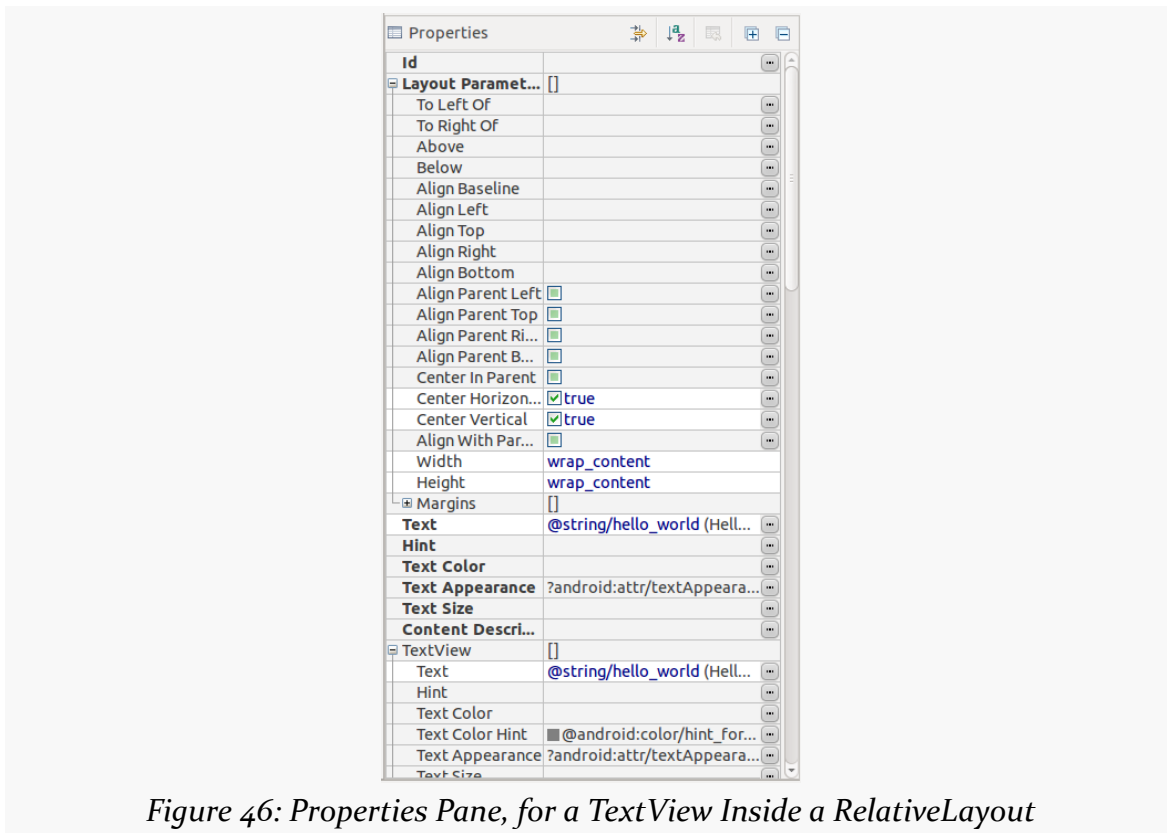 Properties
Id
Layout Paramet... []
To Left Of
To Right Of
Above
Below
Align Baseline
Align Left
Align Top
Align Right
Align Bottom
Align Parent Left
Align Parent Top
Align Parent Ri...
Align Parent B...
Center In Parent
Center Horizon... true
Center Vertical true
Align With Par...
Width wrap_content
Height wrap_content
Margins []
Text @string/hello_world (Hell...
Hint
Text Color
Text Appearance ?android:attr/textAppeara...
Text Size
Content Descri...
TextView []
Text @string/hello_world (Hell...
Hint
Text Color
Text Color Hint @android:color/hint_for...
Text Appearance ?android:attr/textAppeara...
Text Size
Figure 46: Properties Pane, for a TextView Inside a RelativeLayout